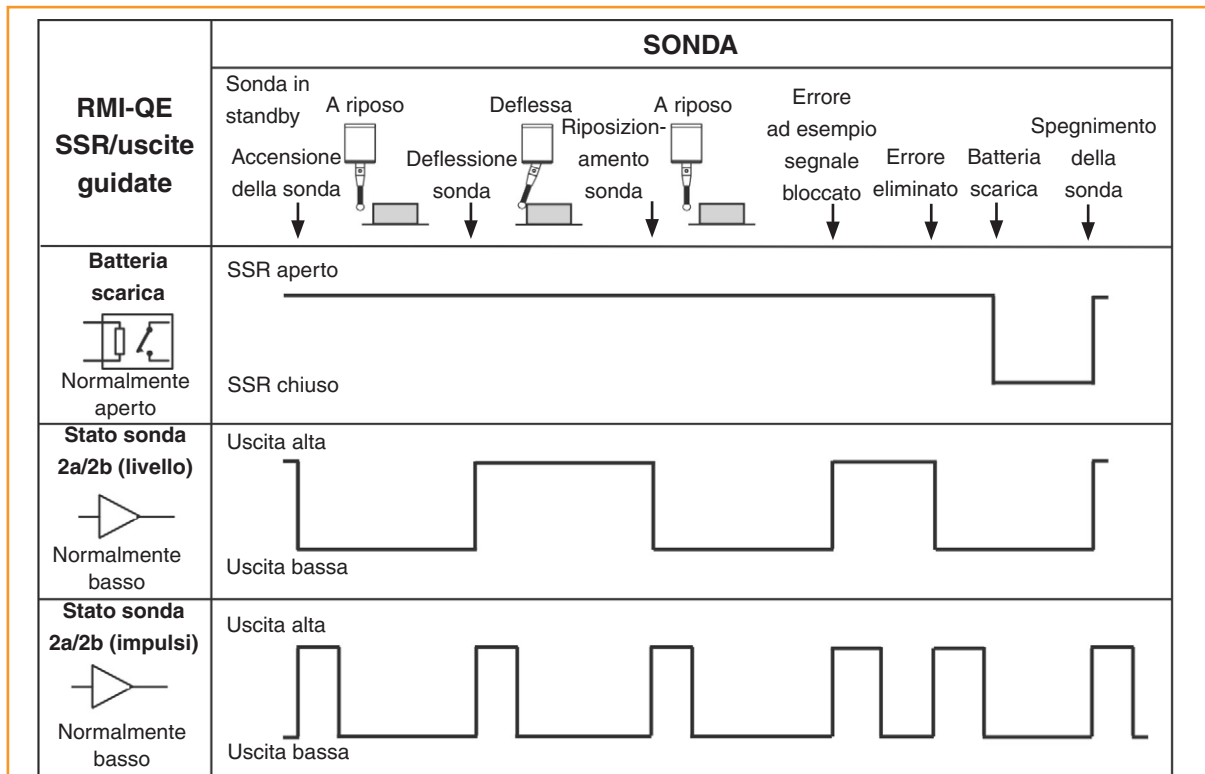 RMI-QE
SSR/uscite
guidate
SONDA
Sonda in
standby
Accensione
della sonda
A riposo
Deflessione
sonda
Deflessa
Riposizion-
amento
sonda
A riposo
Errore
ad esempio
segnale
bloccato
Errore
eliminato
Batteria
scarica
Spegnimento
della
sonda
Batteria
scarica
Normalmente
aperto
SSR aperto
SSR chiuso
Stato sonda
2a/2b (livello)
Normalmente
basso
Uscita alta
Uscita bassa
Stato sonda
2a/2b (impulsi)
Normalmente
basso
Uscita alta
Uscita bassa